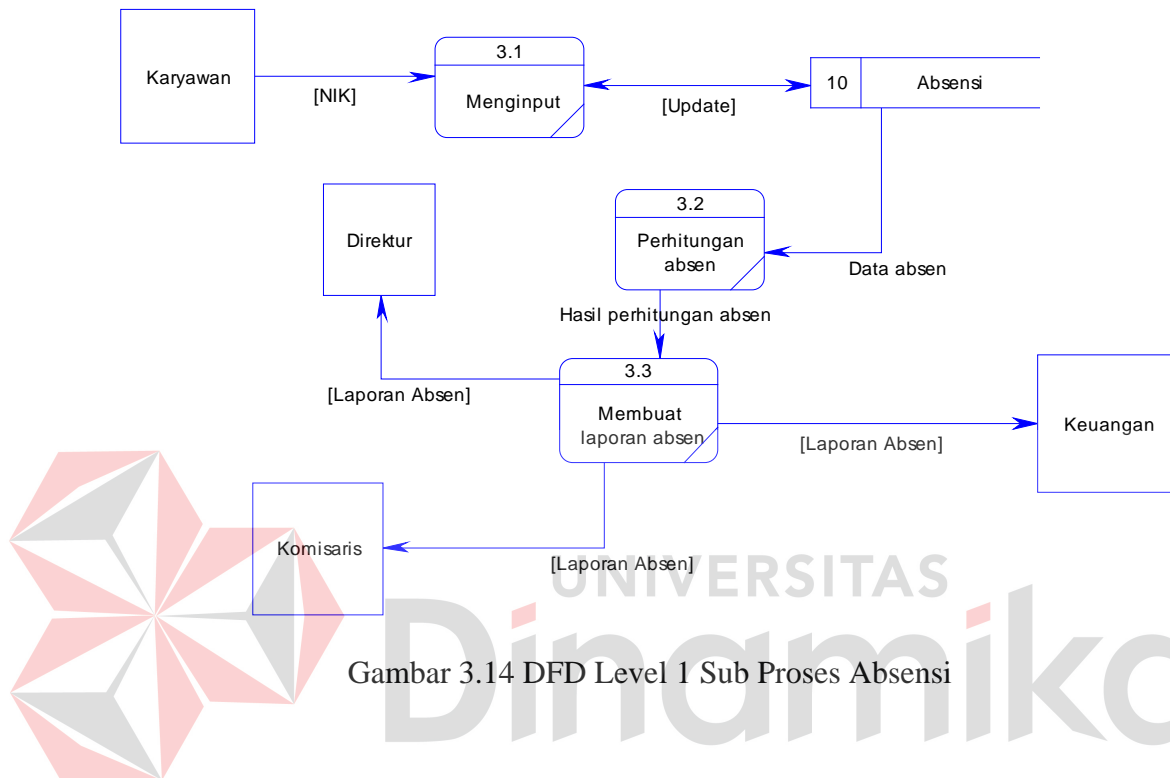 Karyawan
[NIK]
3.1
Menginput
[Update]
10
Absensi
Direktur
3.2
Perhitungan
absen
Data absen
Hasil perhitungan absen
3.3
Membuat
laporan absen
[Laporan Absen]
[Laporan Absen]
Keuangan
Komisaris
[Laporan Absen]
UNIVERSITAS
Dinamika
Gambar 3.14 DFD Level 1 Sub Proses Absensi